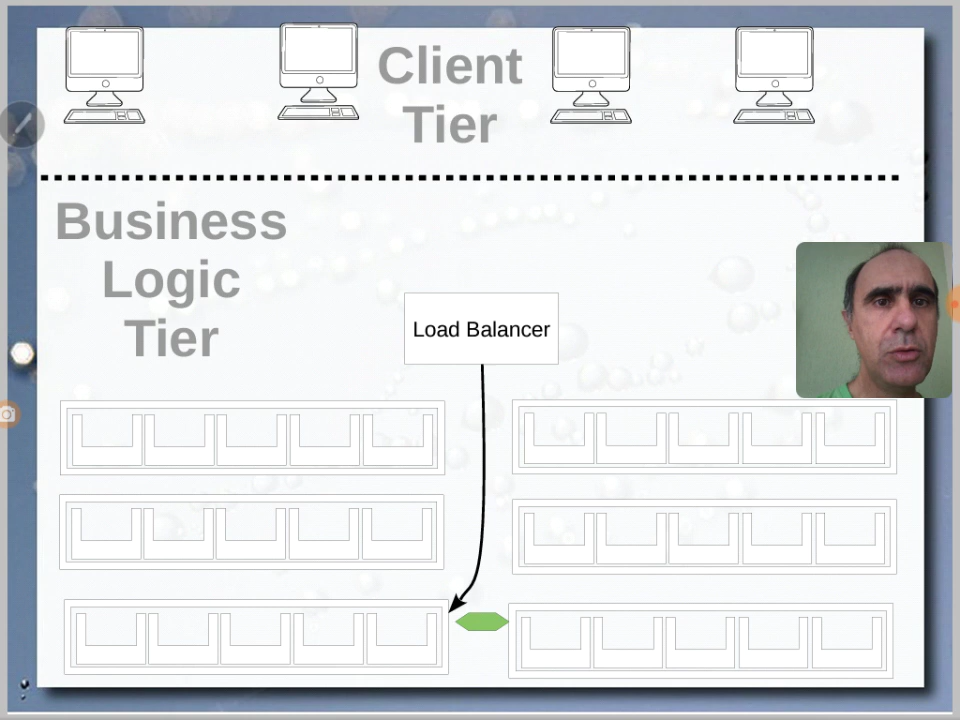 Client
Tier
Business
Logic
Tier
Load Balancer